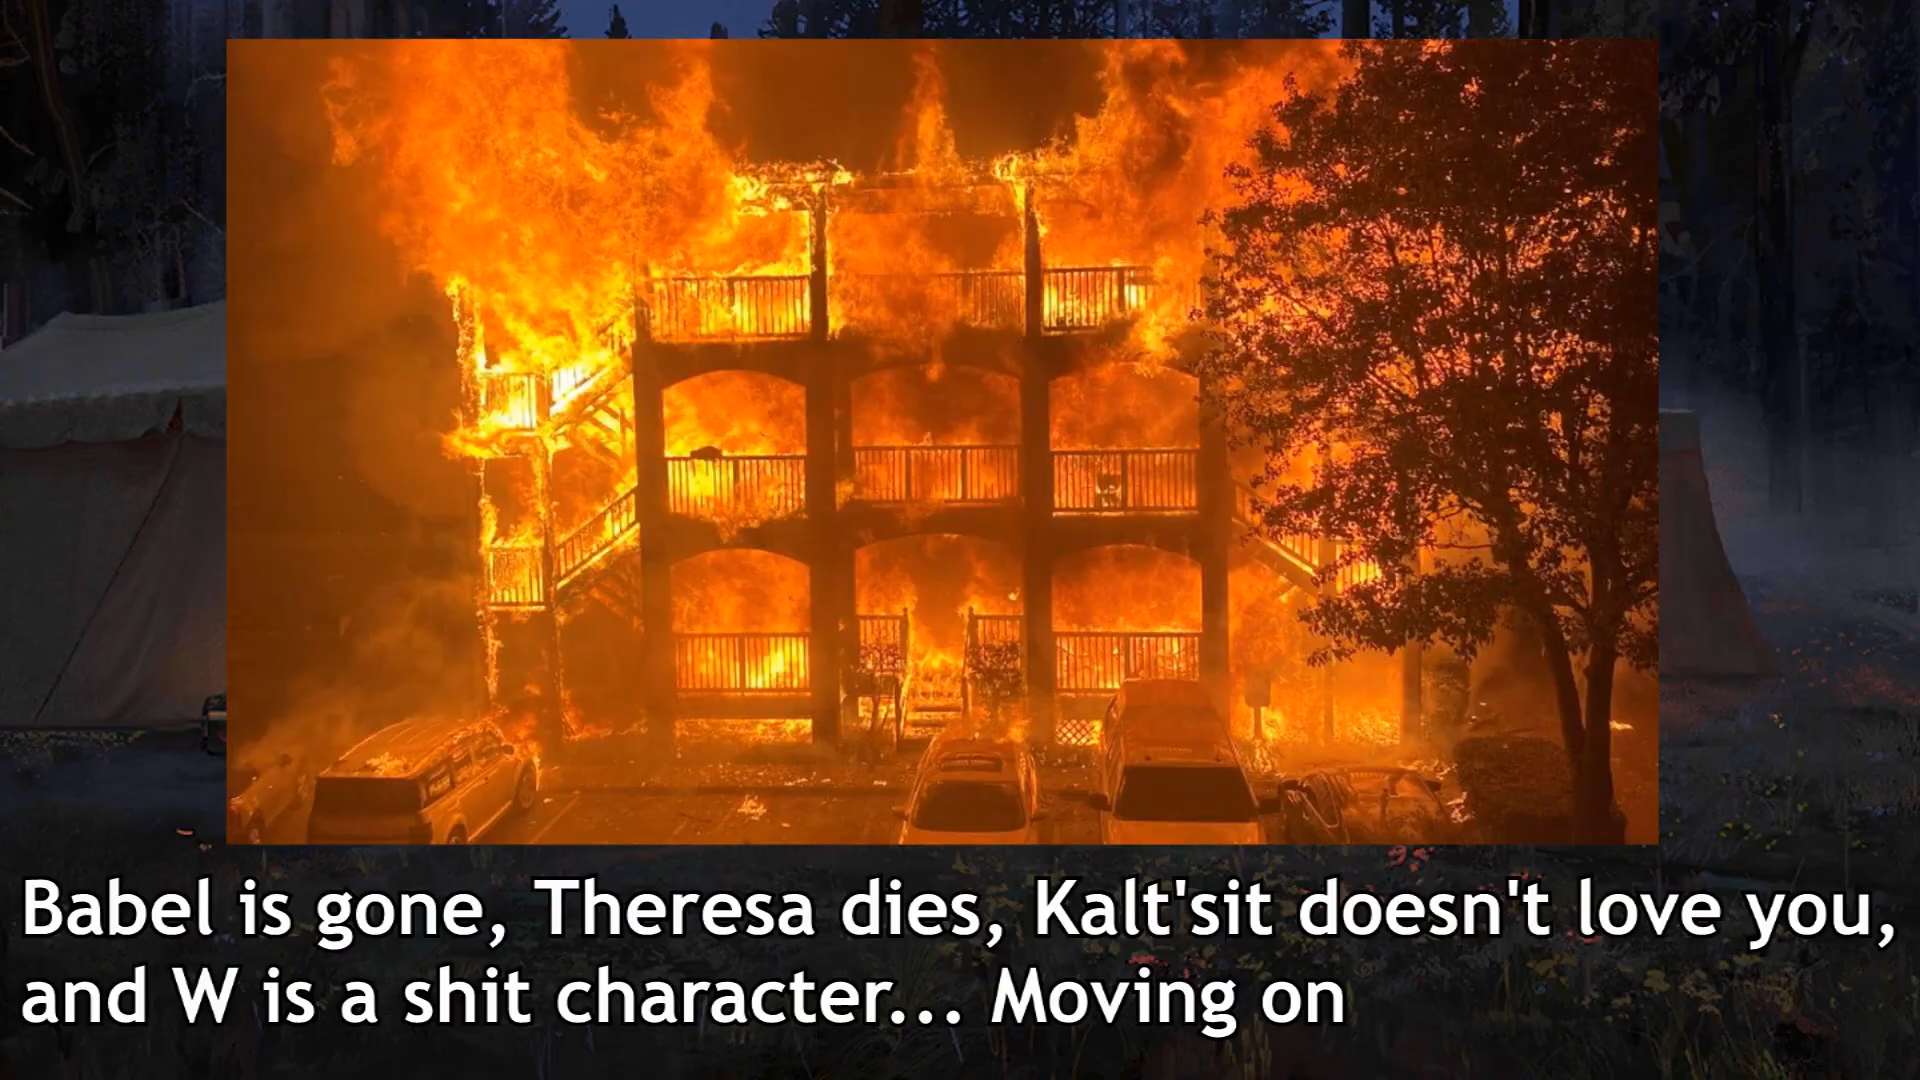 Babel is gone, Theresa dies, Kalt'sit doesn't love you,
and W is a shit character... Moving on